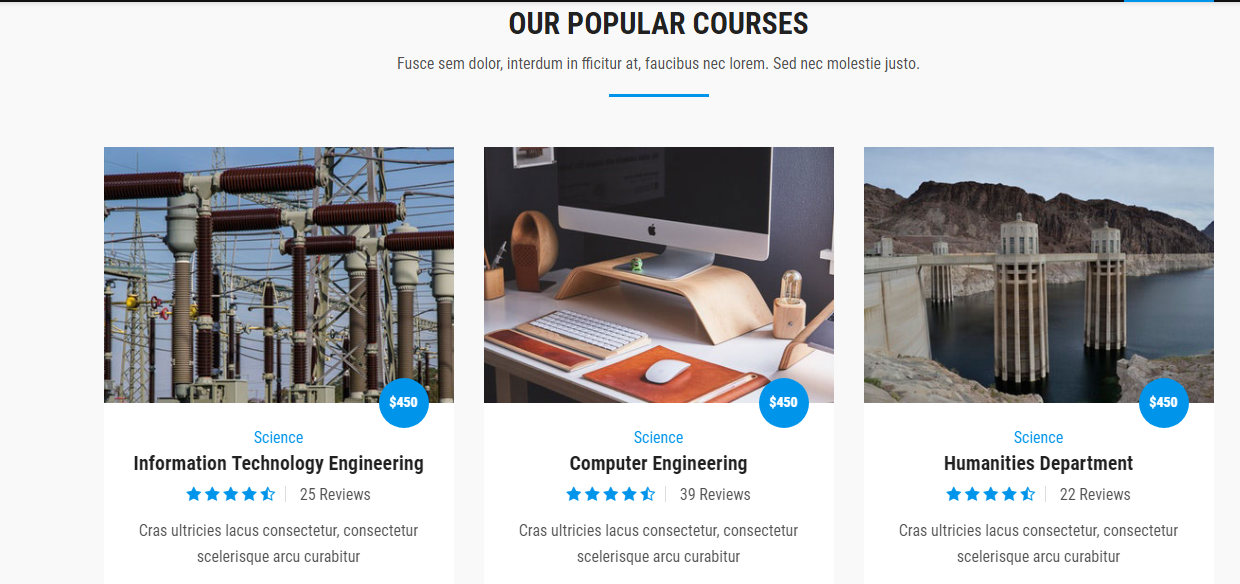 OUR POPULAR COURSES
Fusce sem dolor, interdum in fficitur at, faucibus nec lorem. Sed nec molestie justo.
$450
Science
Information Technology Engineering
25 Reviews
Cras ultricies lacus consectetur, consectetur
scelerisque arcu curabitur
$450
Science
Computer Engineering
39 Reviews
Cras ultricies lacus consectetur, consectetur
scelerisque arcu curabitur
$450
Science
Humanities Department
22 Reviews
Cras ultricies lacus consectetur, consectetur
scelerisque arcu curabitur